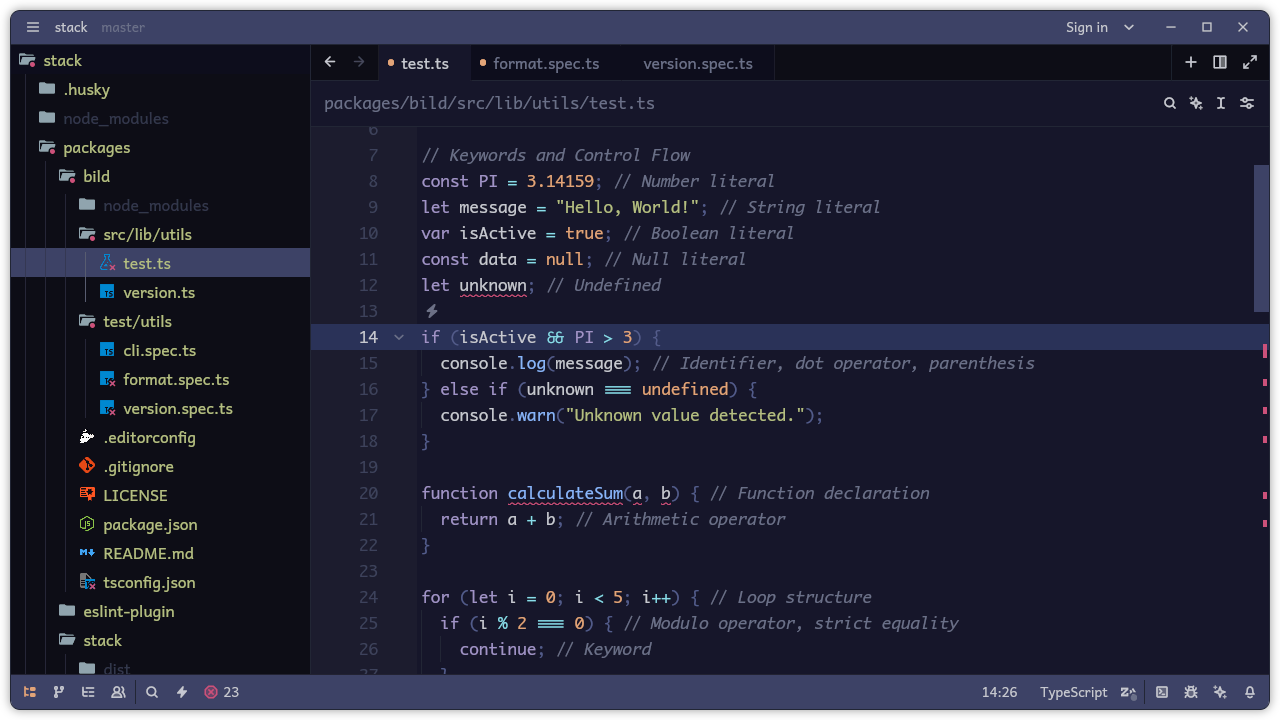 stack master
Sign in
stack
.husky
node_modules
packages
bild
node_modules
src/lib/utils
test.ts
version.ts
test/utils
cli.spec.ts
format.spec.ts
version.spec.ts
.editorconfig
.gitignore
LICENSE
package.json
README.md
tsconfig.json
eslint-plugin
stack
dist
test.ts format.spec.ts version.spec.ts
packages/bild/src/lib/utils/test.ts
6
7 // Keywords and Control Flow
8 const PI = 3.14159; // Number literal
9 let message = "Hello, World!"; // String literal
10 var isActive = true; // Boolean literal
11 const data = null; // Null literal
12 let unknown; // Undefined
13
14 if (isActive && PI > 3) {
15 console.log(message); // Identifier, dot operator, parenthesis
16 } else if (unknown === undefined) {
17 console.warn("Unknown value detected.");
18 }
19
20 function calculateSum(a, b) { // Function declaration
21 return a + b; // Arithmetic operator
22 }
23
24 for (let i = 0; i < 5; i++) { // Loop structure
25 if (i % 2 === 0) { // Modulo operator, strict equality
26 continue; // Keyword
27 }
23
14:26 TypeScript